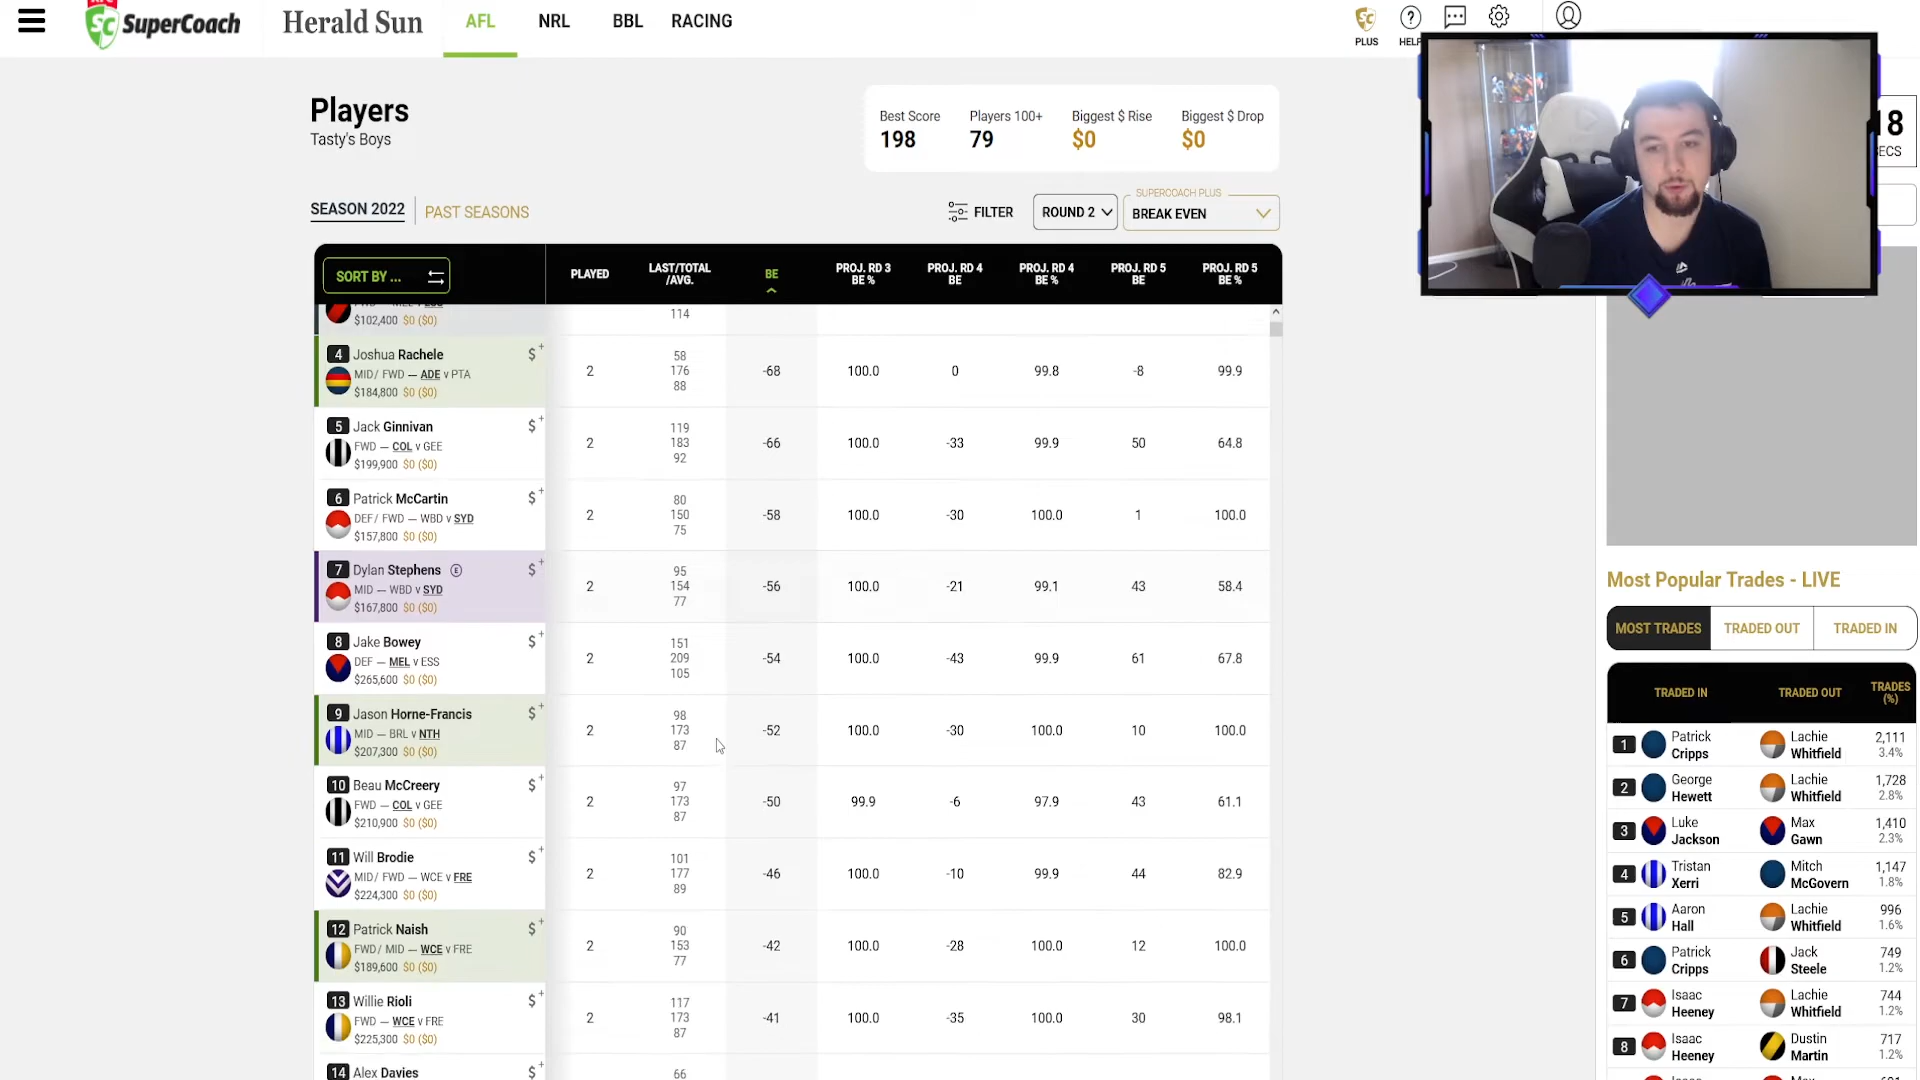 SuperCoach
Herald Sun
AFL
NRL
BBL
RACING
PLUS
HELP
Players
Tasty's Boys
Best Score
198
Players 100+
79
Biggest $ Rise
$0
Biggest $ Drop
$0
18
ECS
SEASON 2022
PAST SEASONS
FILTER
ROUND 2
SUPERCOACH PLUS
BREAK EVEN
SORT BY ...
PLAYED
LAST/TOTAL
/AVG.
BE
PROJ. RD 3
BE %
PROJ. RD 4
BE
PROJ. RD 4
BE %
PROJ. RD 5
BE
PROJ. RD 5
BE %
$102,400 $0 ($0)
114
4 Joshua Rachele $+
MID/ FWD — ADE v PTA
$184,800 $0 ($0)
2
58
176
88
-68
100.0
0
99.8
-8
99.9
5 Jack Ginnivan $+
FWD — COL v GEE
$199,900 $0 ($0)
2
119
183
92
-66
100.0
-33
99.9
50
64.8
6 Patrick McCartin $+
DEF/ FWD — WBD v SYD
$157,800 $0 ($0)
2
80
150
75
-58
100.0
-30
100.0
1
100.0
7 Dylan Stephens E $+
MID — WBD v SYD
$167,800 $0 ($0)
2
95
154
77
-56
100.0
-21
99.1
43
58.4
8 Jake Bowey $+
DEF — MEL v ESS
$265,600 $0 ($0)
2
151
209
105
-54
100.0
-43
99.9
61
67.8
9 Jason Horne-Francis $+
MID — BRL v NTH
$207,300 $0 ($0)
2
98
173
87
-52
100.0
-30
100.0
10
100.0
10 Beau McCreery $+
FWD — COL v GEE
$210,900 $0 ($0)
2
97
173
87
-50
99.9
-6
97.9
43
61.1
11 Will Brodie $+
MID/ FWD — WCE v FRE
$224,300 $0 ($0)
2
101
177
89
-46
100.0
-10
99.9
44
82.9
12 Patrick Naish $+
FWD/ MID — WCE v FRE
$189,600 $0 ($0)
2
90
153
77
-42
100.0
-28
100.0
12
100.0
13 Willie Rioli $+
FWD — WCE v FRE
$225,300 $0 ($0)
2
117
173
87
-41
100.0
-35
100.0
30
98.1
14 Alex Davies $+
66
Most Popular Trades - LIVE
MOST TRADES
TRADED OUT
TRADED IN
TRADED IN
TRADED OUT
TRADES
(%)
1 Patrick Cripps
Lachie Whitfield
2,111
3.4%
2 George Hewett
Lachie Whitfield
1,728
2.8%
3 Luke Jackson
Max Gawn
1,410
2.3%
4 Tristan Xerri
Mitch McGovern
1,147
1.8%
5 Aaron Hall
Lachie Whitfield
996
1.6%
6 Patrick Cripps
Jack Steele
749
1.2%
7 Isaac Heeney
Lachie Whitfield
744
1.2%
8 Isaac Heeney
Dustin Martin
717
1.2%